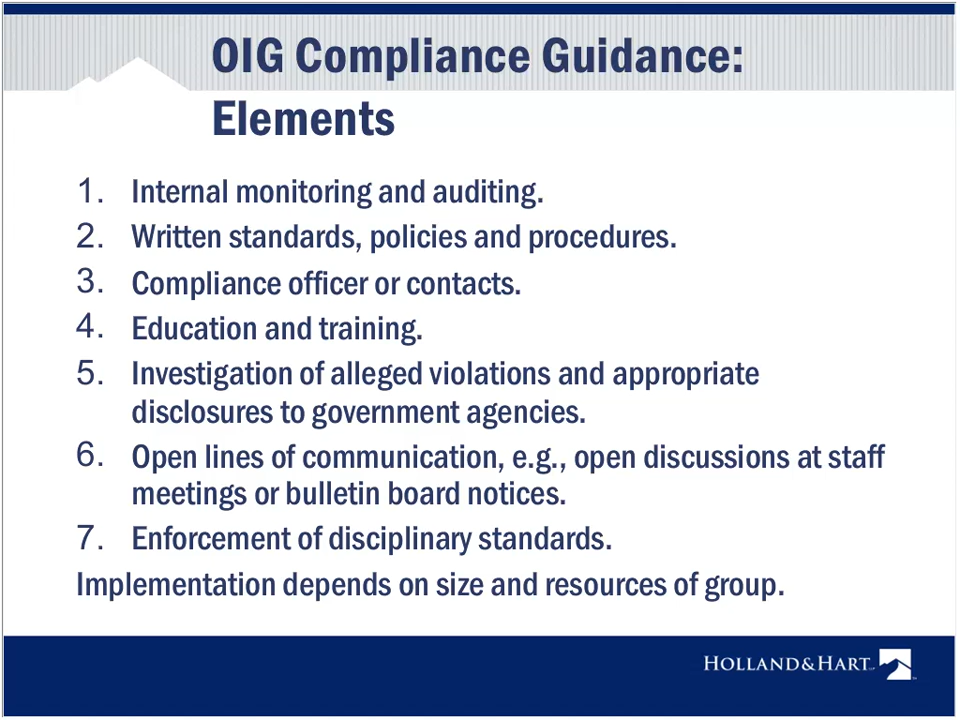 OIG Compliance Guidance:
Elements
1. Internal monitoring and auditing.
2. Written standards, policies and procedures.
3. Compliance officer or contacts.
4. Education and training.
5. Investigation of alleged violations and appropriate
disclosures to government agencies.
6. Open lines of communication, e.g., open discussions at staff
meetings or bulletin board notices.
7. Enforcement of disciplinary standards.
Implementation depends on size and resources of group.
HOLLAND & HART